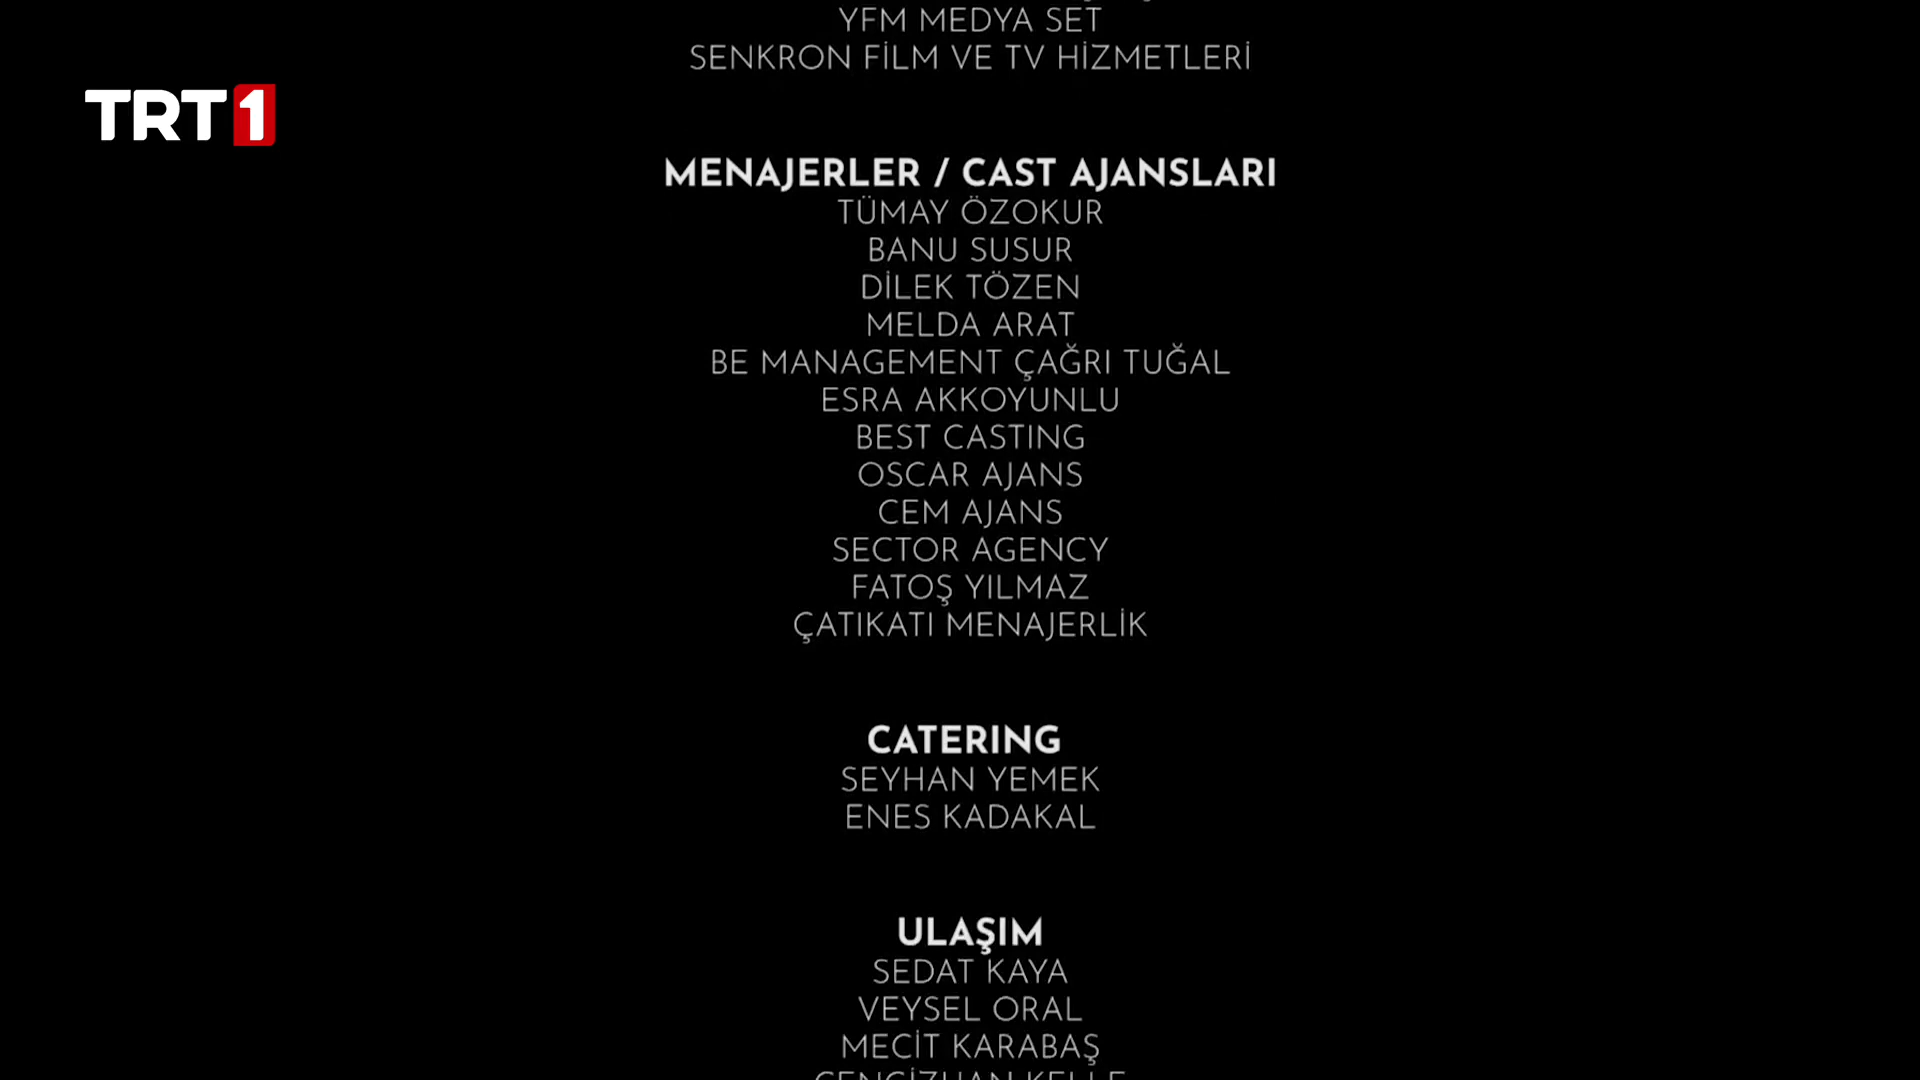 YFM MEDYA SET
SENKRON FİLM VE TV HİZMETLERİ
TRT 1
MENAJERLER / CAST AJANSLARI
TÜMAY ÖZOKUR
BANU SUSUR
DİLEK TÖZEN
MELDA ARAT
BE MANAGEMENT ÇAĞRI TUĞAL
ESRA AKKOYUNLU
BEST CASTING
OSCAR AJANS
CEM AJANS
SECTOR AGENCY
FATOŞ YILMAZ
ÇATIKATI MENAJERLİK
CATERING
SEYHAN YEMEK
ENES KADAKAL
ULAŞIM
SEDAT KAYA
VEYSEL ORAL
MECİT KARABAŞ